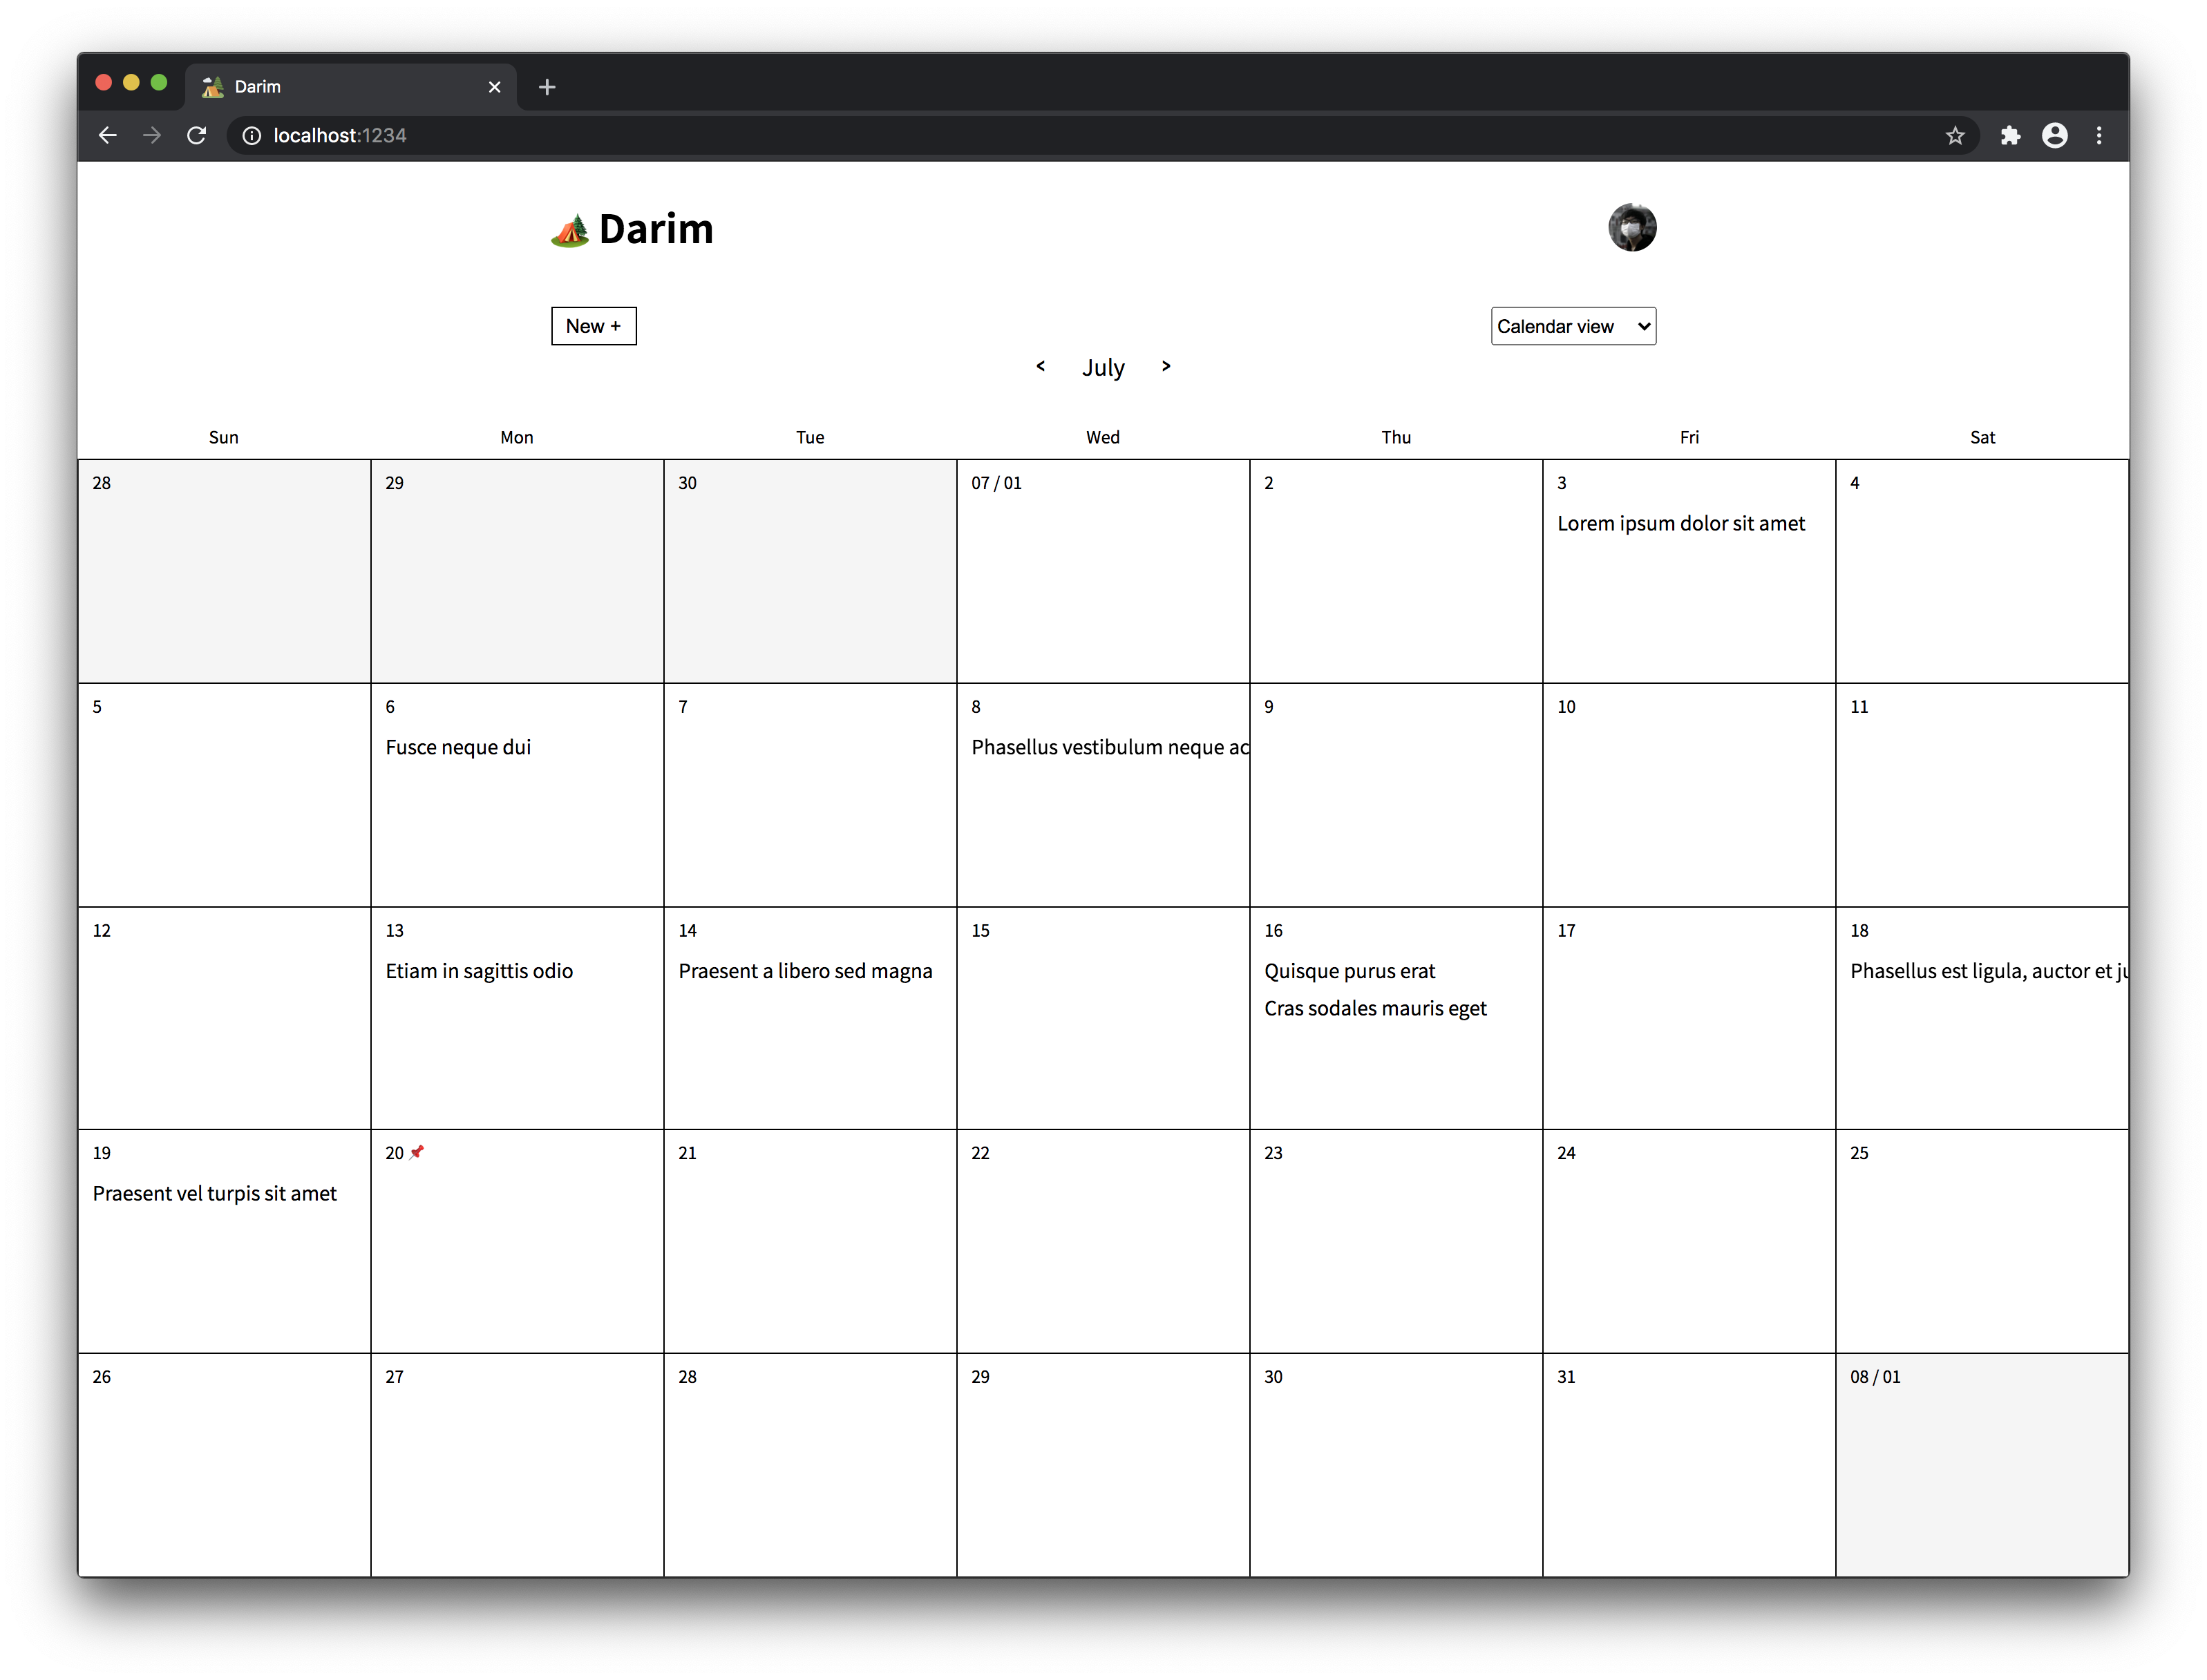 Darim
localhost:1234
Darim
New +
Calendar view
< July >
Sun Mon Tue Wed Thu Fri Sat
28 29 30 07 / 01 2 3 4
Lorem ipsum dolor sit amet
5 6 7 8 9 10 11
Fusce neque dui Phasellus vestibulum neque ac
12 13 14 15 16 17 18
Etiam in sagittis odio Praesent a libero sed magna Quisque purus erat Phasellus est ligula, auctor et ju
Cras sodales mauris eget
19 20 21 22 23 24 25
Praesent vel turpis sit amet
26 27 28 29 30 31 08 / 01